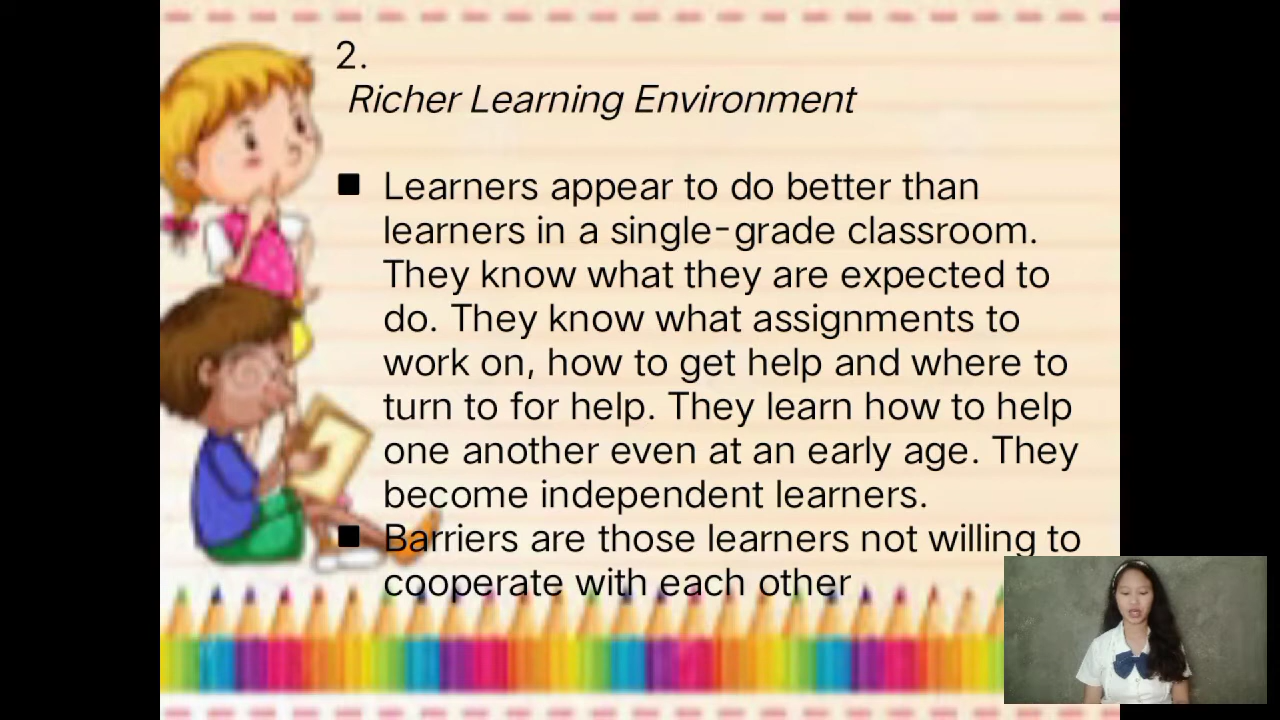 2.
Richer Learning Environment
■ Learners appear to do better than
learners in a single-grade classroom.
They know what they are expected to
do. They know what assignments to
work on, how to get help and where to
turn to for help. They learn how to help
one another even at an early age. They
become independent learners.
■ Barriers are those learners not willing to
cooperate with each other